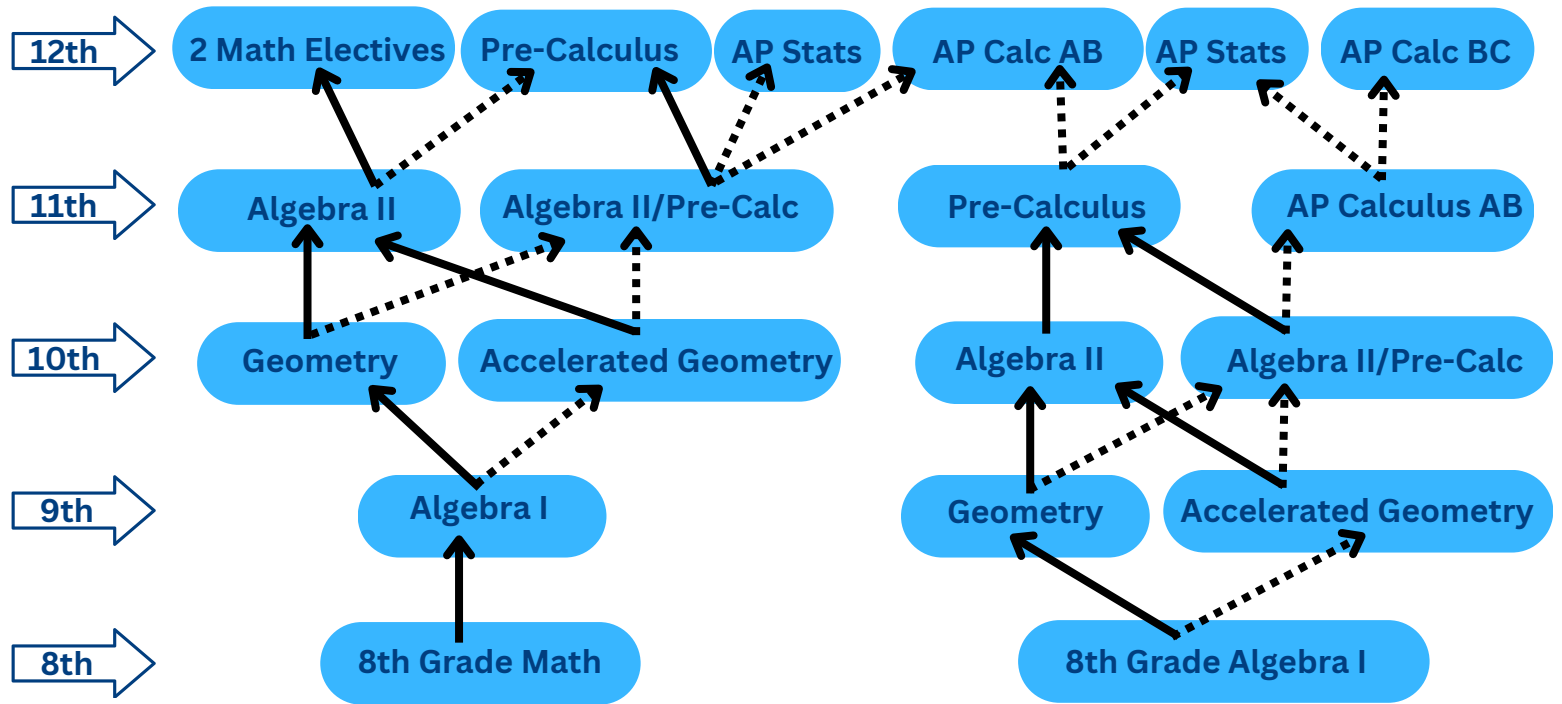 12th
2 Math Electives
Pre-Calculus
AP Stats
AP Calc AB
AP Stats
AP Calc BC
11th
Algebra II
Algebra II/Pre-Calc
Pre-Calculus
AP Calculus AB
10th
Geometry
Accelerated Geometry
Algebra II
Algebra II/Pre-Calc
9th
Algebra I
Geometry
Accelerated Geometry
8th
8th Grade Math
8th Grade Algebra I